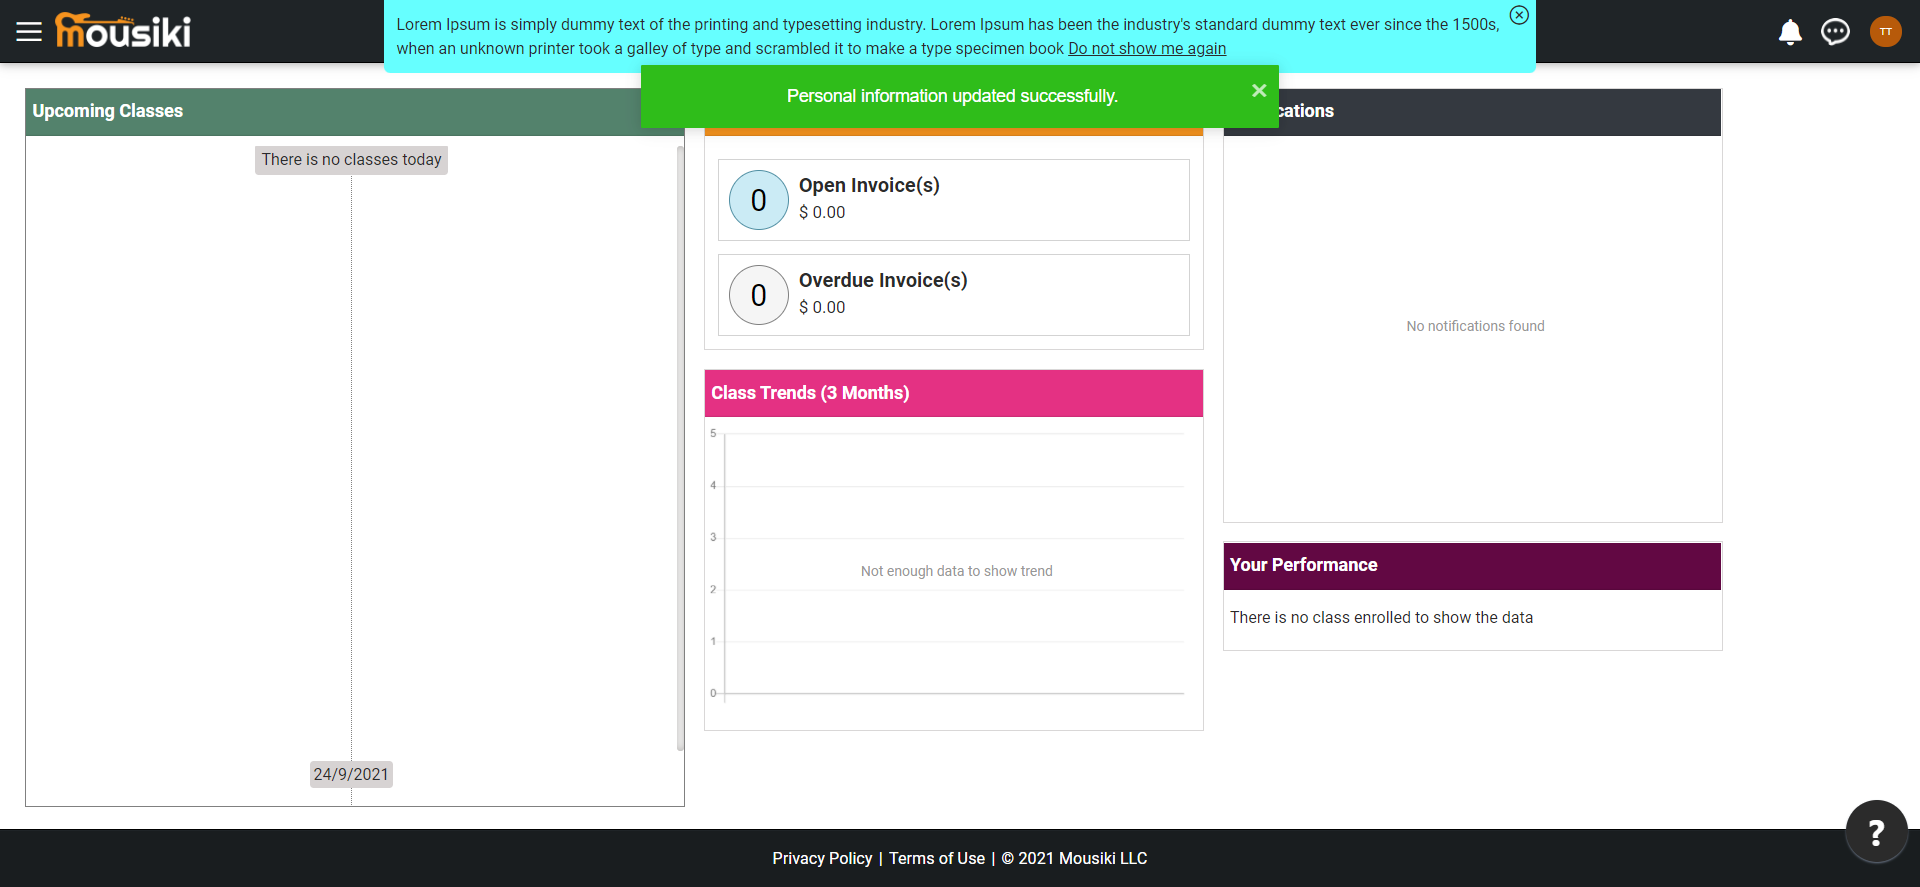 mousiki
Lorem Ipsum is simply dummy text of the printing and typesetting industry. Lorem Ipsum has been the industry's standard dummy text ever since the 1500s,
when an unknown printer took a galley of type and scrambled it to make a type specimen book Do not show me again
TT
Personal information updated successfully.
Upcoming Classes
There is no classes today
24/9/2021
0
Open Invoice(s)
$ 0.00
0
Overdue Invoice(s)
$ 0.00
Class Trends (3 Months)
5
4
3
Not enough data to show trend
2
1
0
cations
No notifications found
Your Performance
There is no class enrolled to show the data
?
Privacy Policy | Terms of Use | © 2021 Mousiki LLC